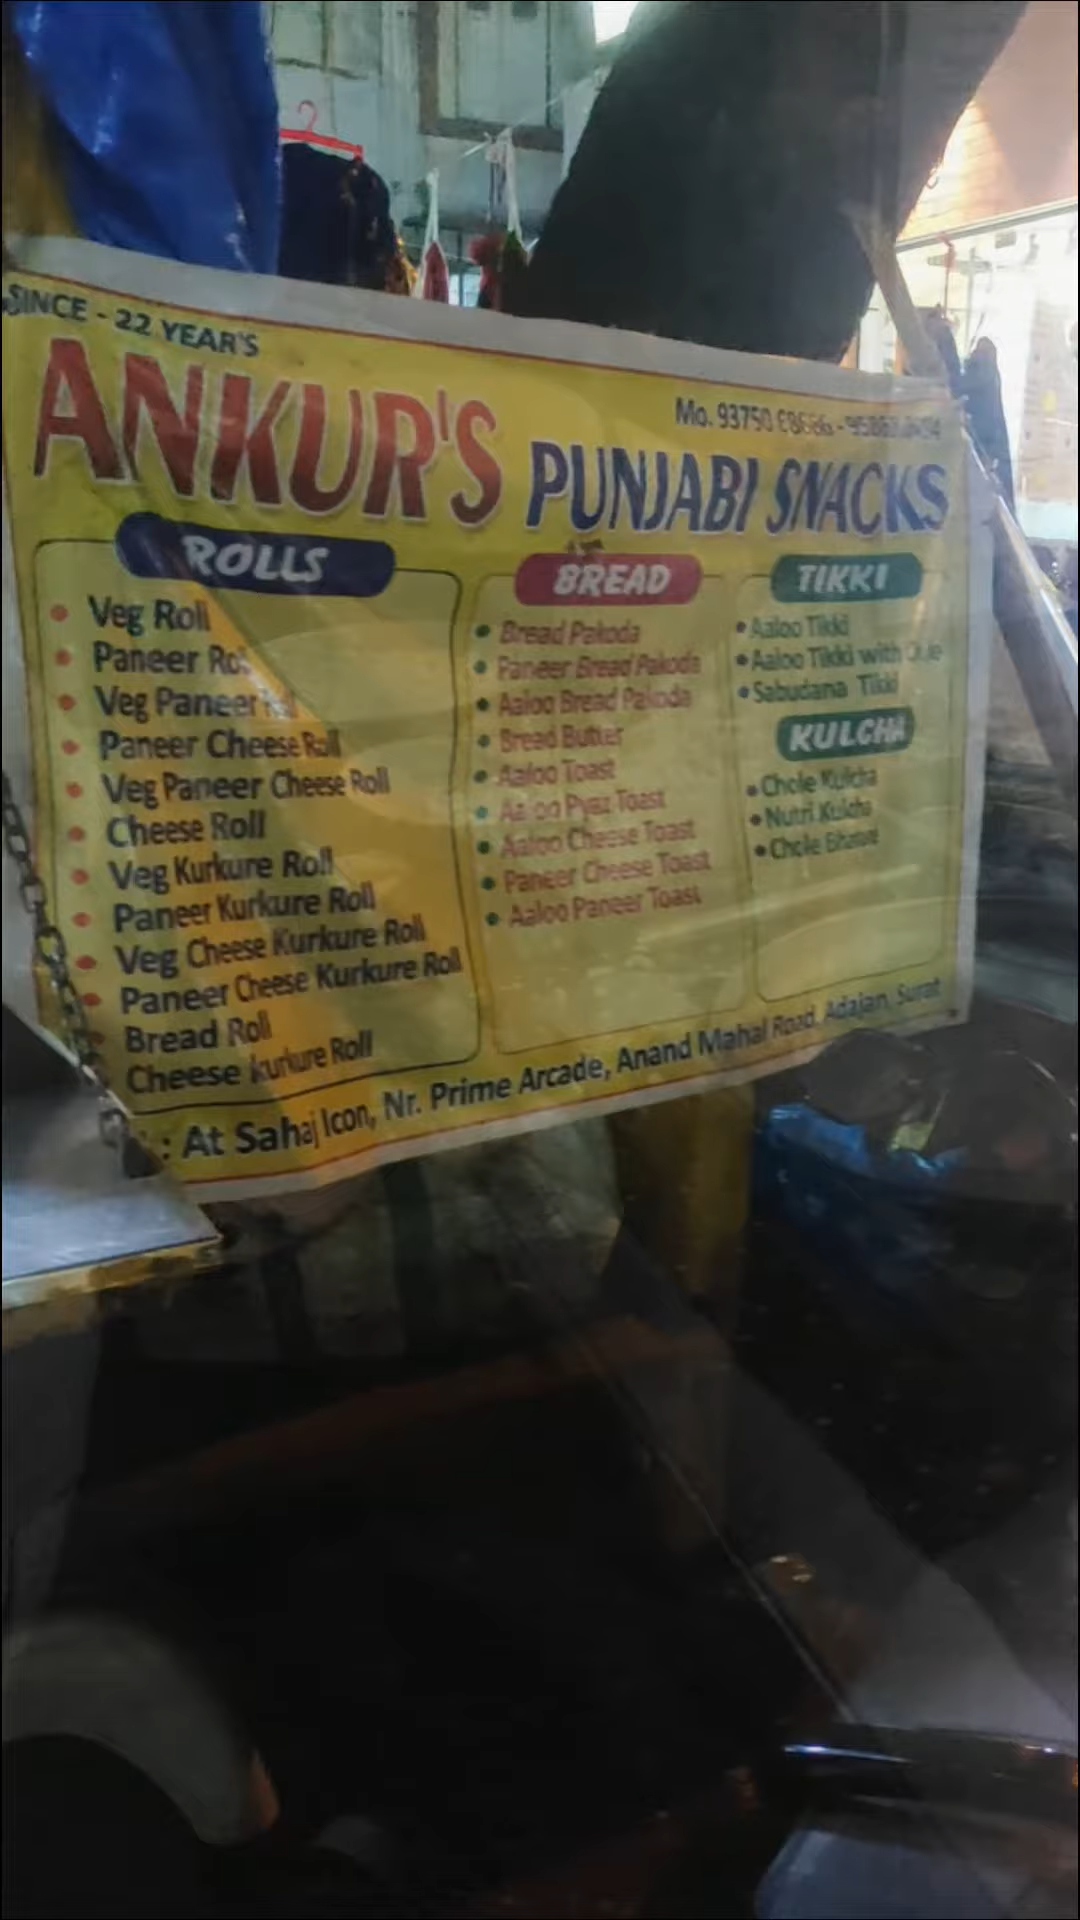 SINCE - 22 YEAR'S
ANKUR'S
Mo. 93750
PUNJABI SNACKS
ROLLS
Veg Roll
Paneer Roll
Veg Paneer
Paneer Cheese Roll
Veg Paneer Cheese Roll
Cheese Roll
Veg Kurkure Roll
Paneer Kurkure Roll
Veg Cheese Kurkure Roll
Paneer Cheese Kurkure Roll
Bread Roll
Cheese Kurkure Roll
BREAD
Bread Pakoda
Paneer Bread Pakoda
Aaloo Bread Pakoda
Bread Butter
Aaloo Toast
Aaloo Pyaz Toast
Aaloo Cheese Toast
Paneer Cheese Toast
Aaloo Paneer Toast
TIKKI
Aaloo Tikki
Aaloo Tikki with
Sabudana Tikki
KULCHA
Chole Kulcha
Nutri Kulcha
Chole
: At Sahaj Icon, Nr. Prime Arcade, Anand Mahal Road, Adajan, Surat